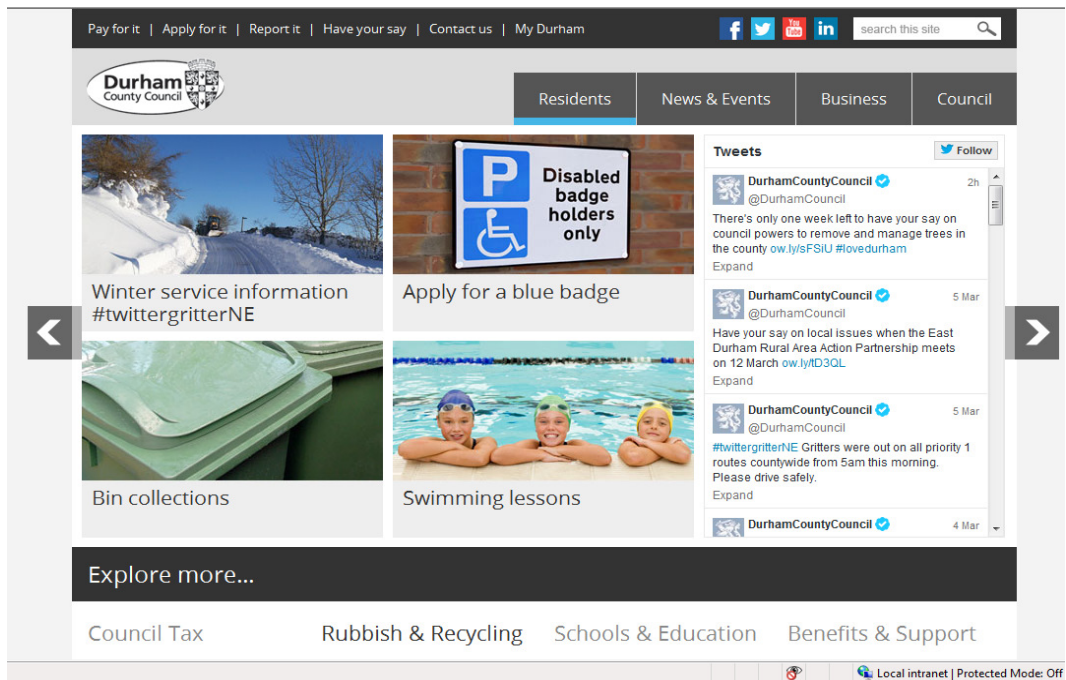 Pay for it | Apply for it | Report it | Have your say | Contact us | My Durham
You Tube
in
search this site
Durham
County Council
Residents
News & Events
Business
Council
P
Disabled
badge
holders
only
Winter service information
#twittergritterNE
Apply for a blue badge
Bin collections
Swimming lessons
Tweets
Follow
DurhamCountyCouncil 2h
@DurhamCouncil
There's only one week left to have your say on
council powers to remove and manage trees in
the county ow.ly/sFSiU #lovedurham
Expand
DurhamCountyCouncil 5 Mar
@DurhamCouncil
Have your say on local issues when the East
Durham Rural Area Action Partnership meets
on 12 March ow.ly/tD3QL
Expand
DurhamCountyCouncil 5 Mar
@DurhamCouncil
#twittergritterNE Gritters were out on all priority 1
routes countywide from 5am this morning.
Please drive safely.
Expand
DurhamCountyCouncil 4 Mar
Explore more...
Council Tax
Rubbish & Recycling
Schools & Education
Benefits & Support
Local intranet | Protected Mode: Off